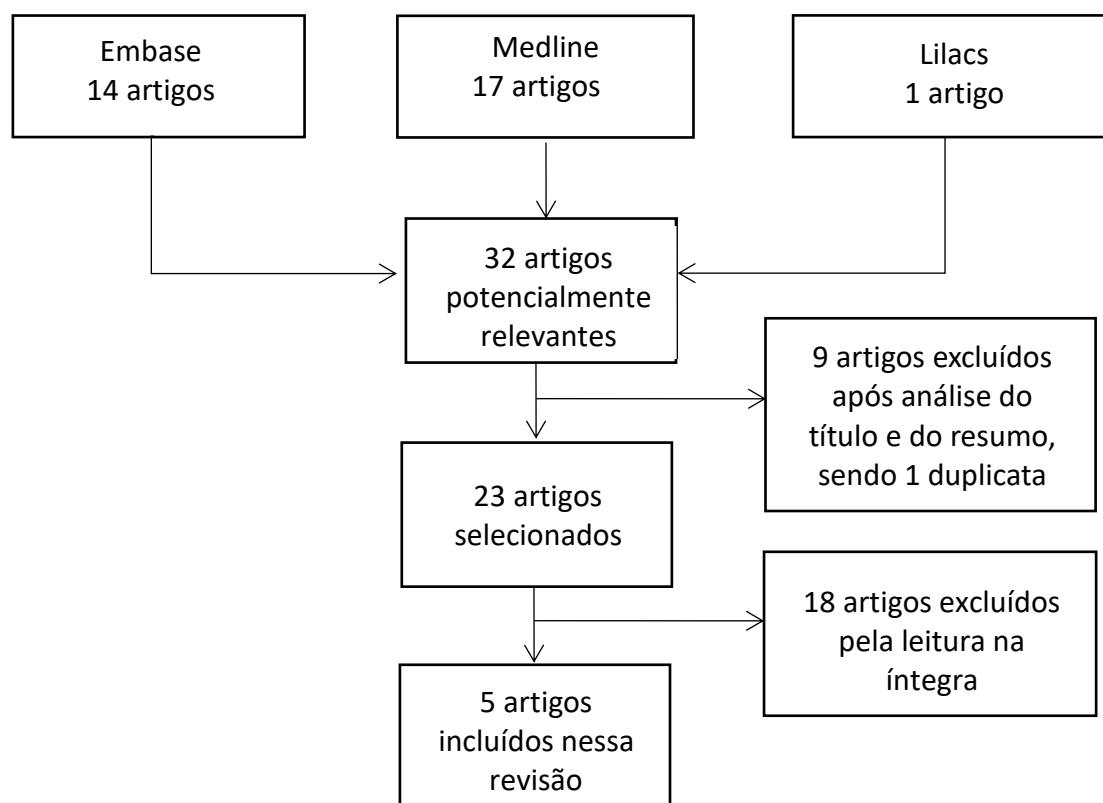 Embase
14 artigos
Medline
17 artigos
Lilacs
1 artigo
32 artigos
potencialmente
relevantes
9 artigos excluídos
após análise do
título e do resumo,
sendo 1 duplicata
23 artigos
selecionados
18 artigos excluídos
pela leitura na
íntegra
5 artigos
incluídos nessa
revisão